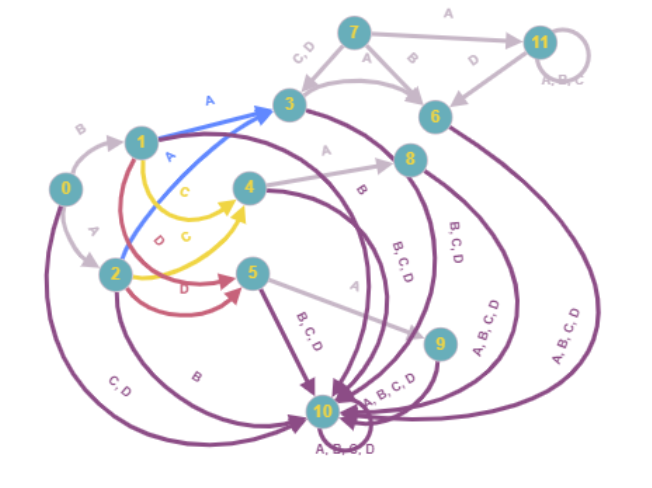 A
7
11
C, D
A
B
D
A, B, C
A
3
6
B
1
A
A
8
0
C
4
B
A
D
C
B, C, D
B, C, D
2
D
5
A
B, C, D
A, B, C, D
A, B, C, D
9
C, D
B
A, B, C, D
10
A, B, C, D